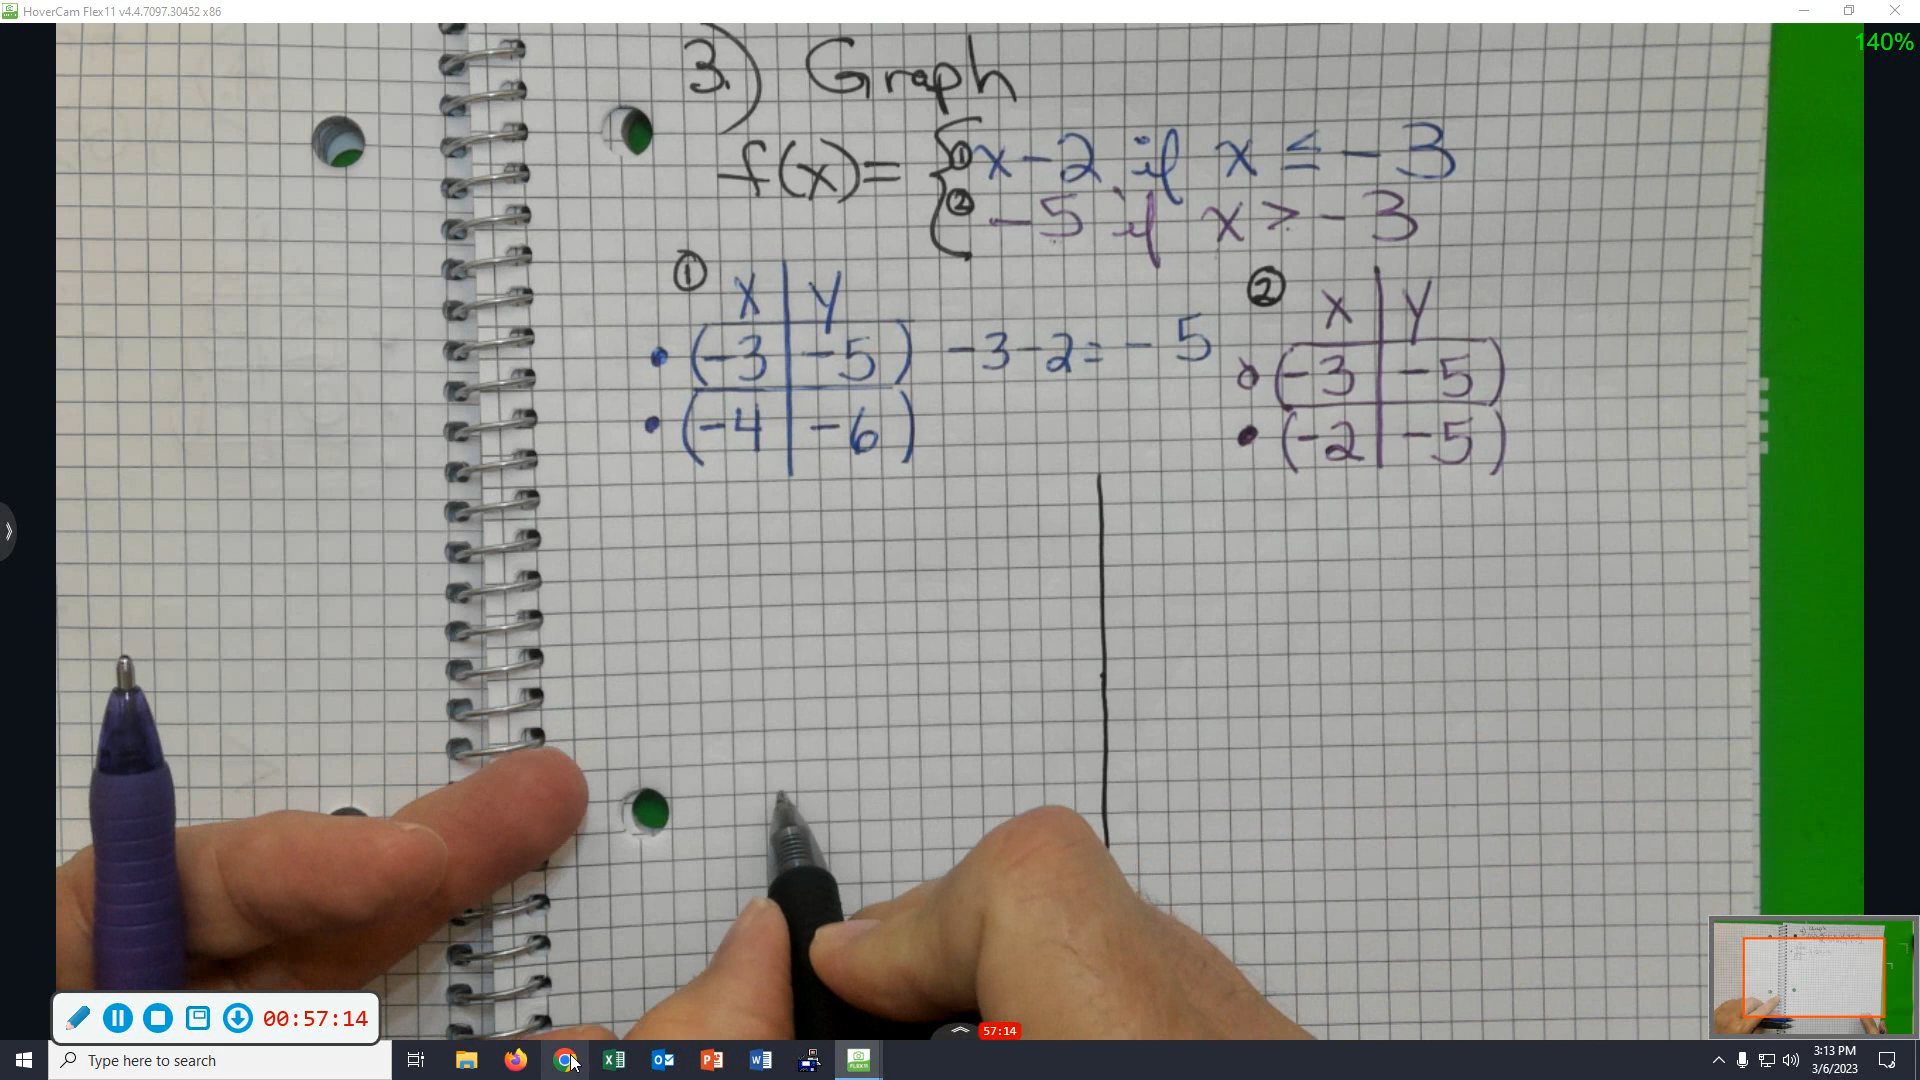 HoverCam Flex11 v4.4.7097.30452 x86
140%
3.) Graph
f(x)= { ① x-2 if x ≤ -3
② -5 if x > -3
① x | y
(-3 | -5) -3-2=-5
(-4 | -6)
② x | y
(-3 | -5)
(-2 | -5)
00:57:14
57:14
Type here to search
3:13 PM
3/6/2023